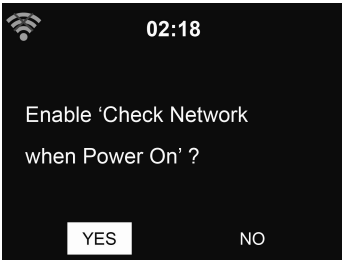 02:18
Enable ‘Check Network
when Power On’ ?
YES
NO